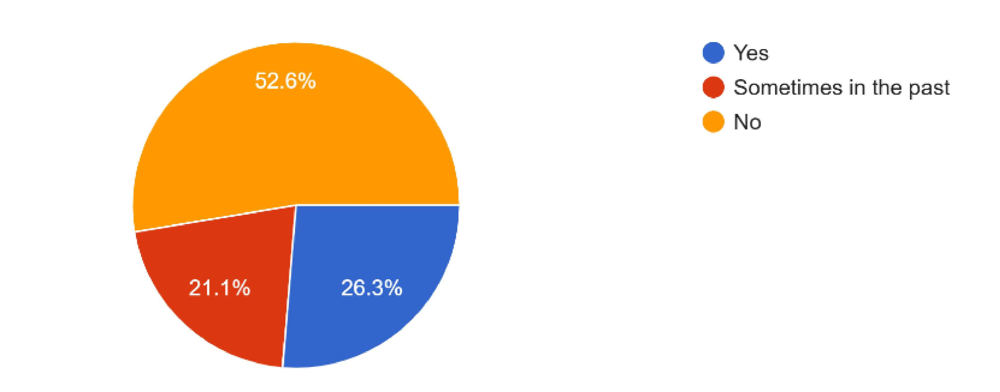 52.6%
21.1%
26.3%
Yes
Sometimes in the past
No